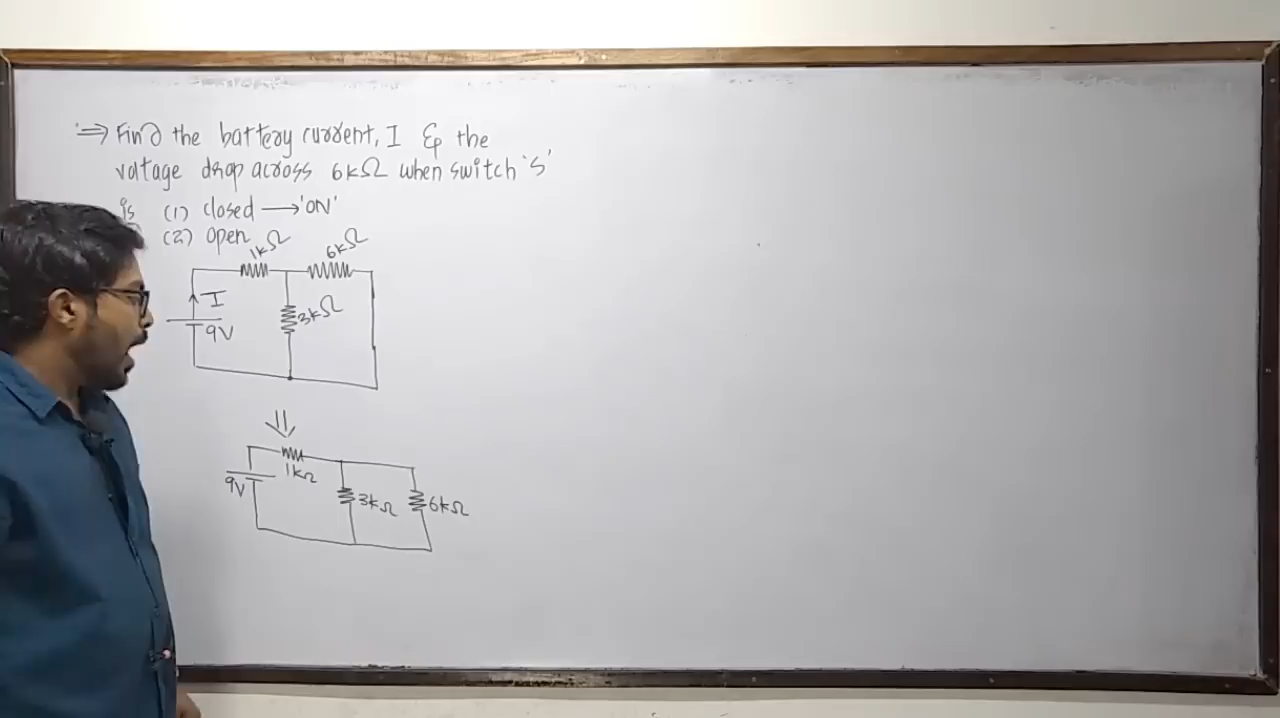 ⇒ Find the battery current, I & the
voltage drop across 6kΩ when switch 'S'
is (1) closed → 'ON'
(2) open
1kΩ
6kΩ
I
3kΩ
9V
⇓
1kΩ
9V
3kΩ
6kΩ